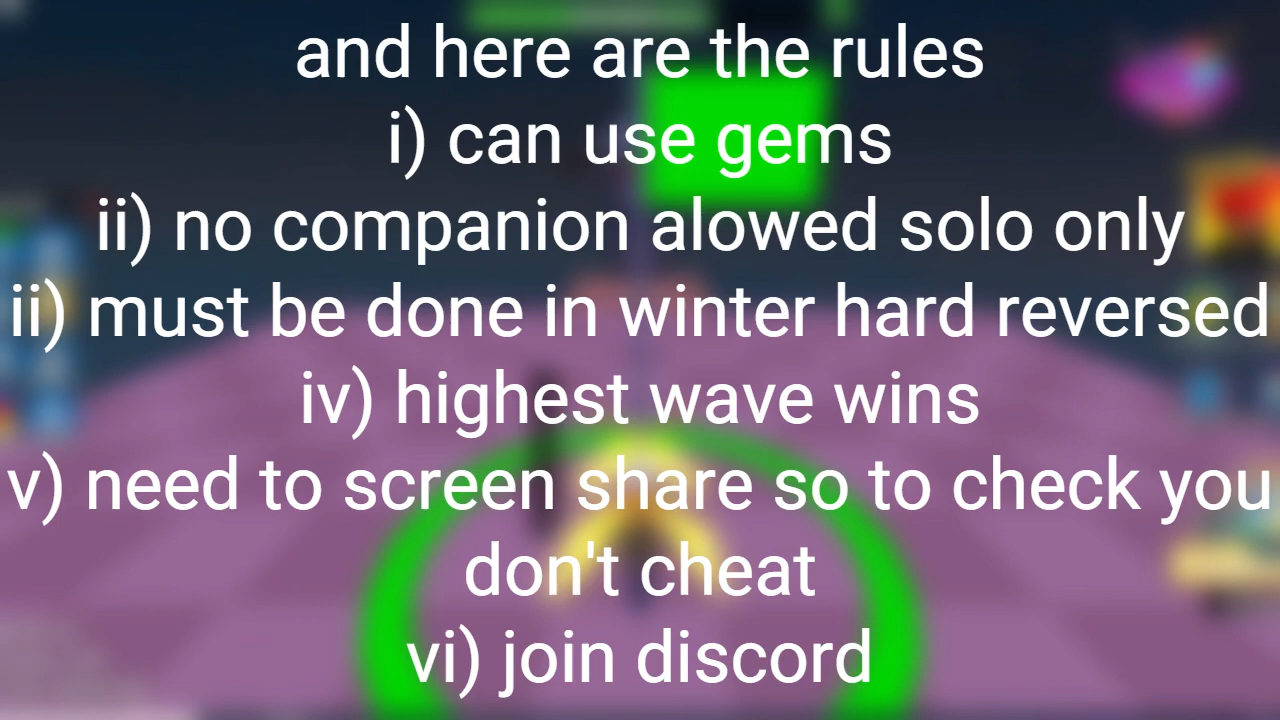 and here are the rules
i) can use gems
ii) no companion alowed solo only
ii) must be done in winter hard reversed
iv) highest wave wins
v) need to screen share so to check you
don't cheat
vi) join discord